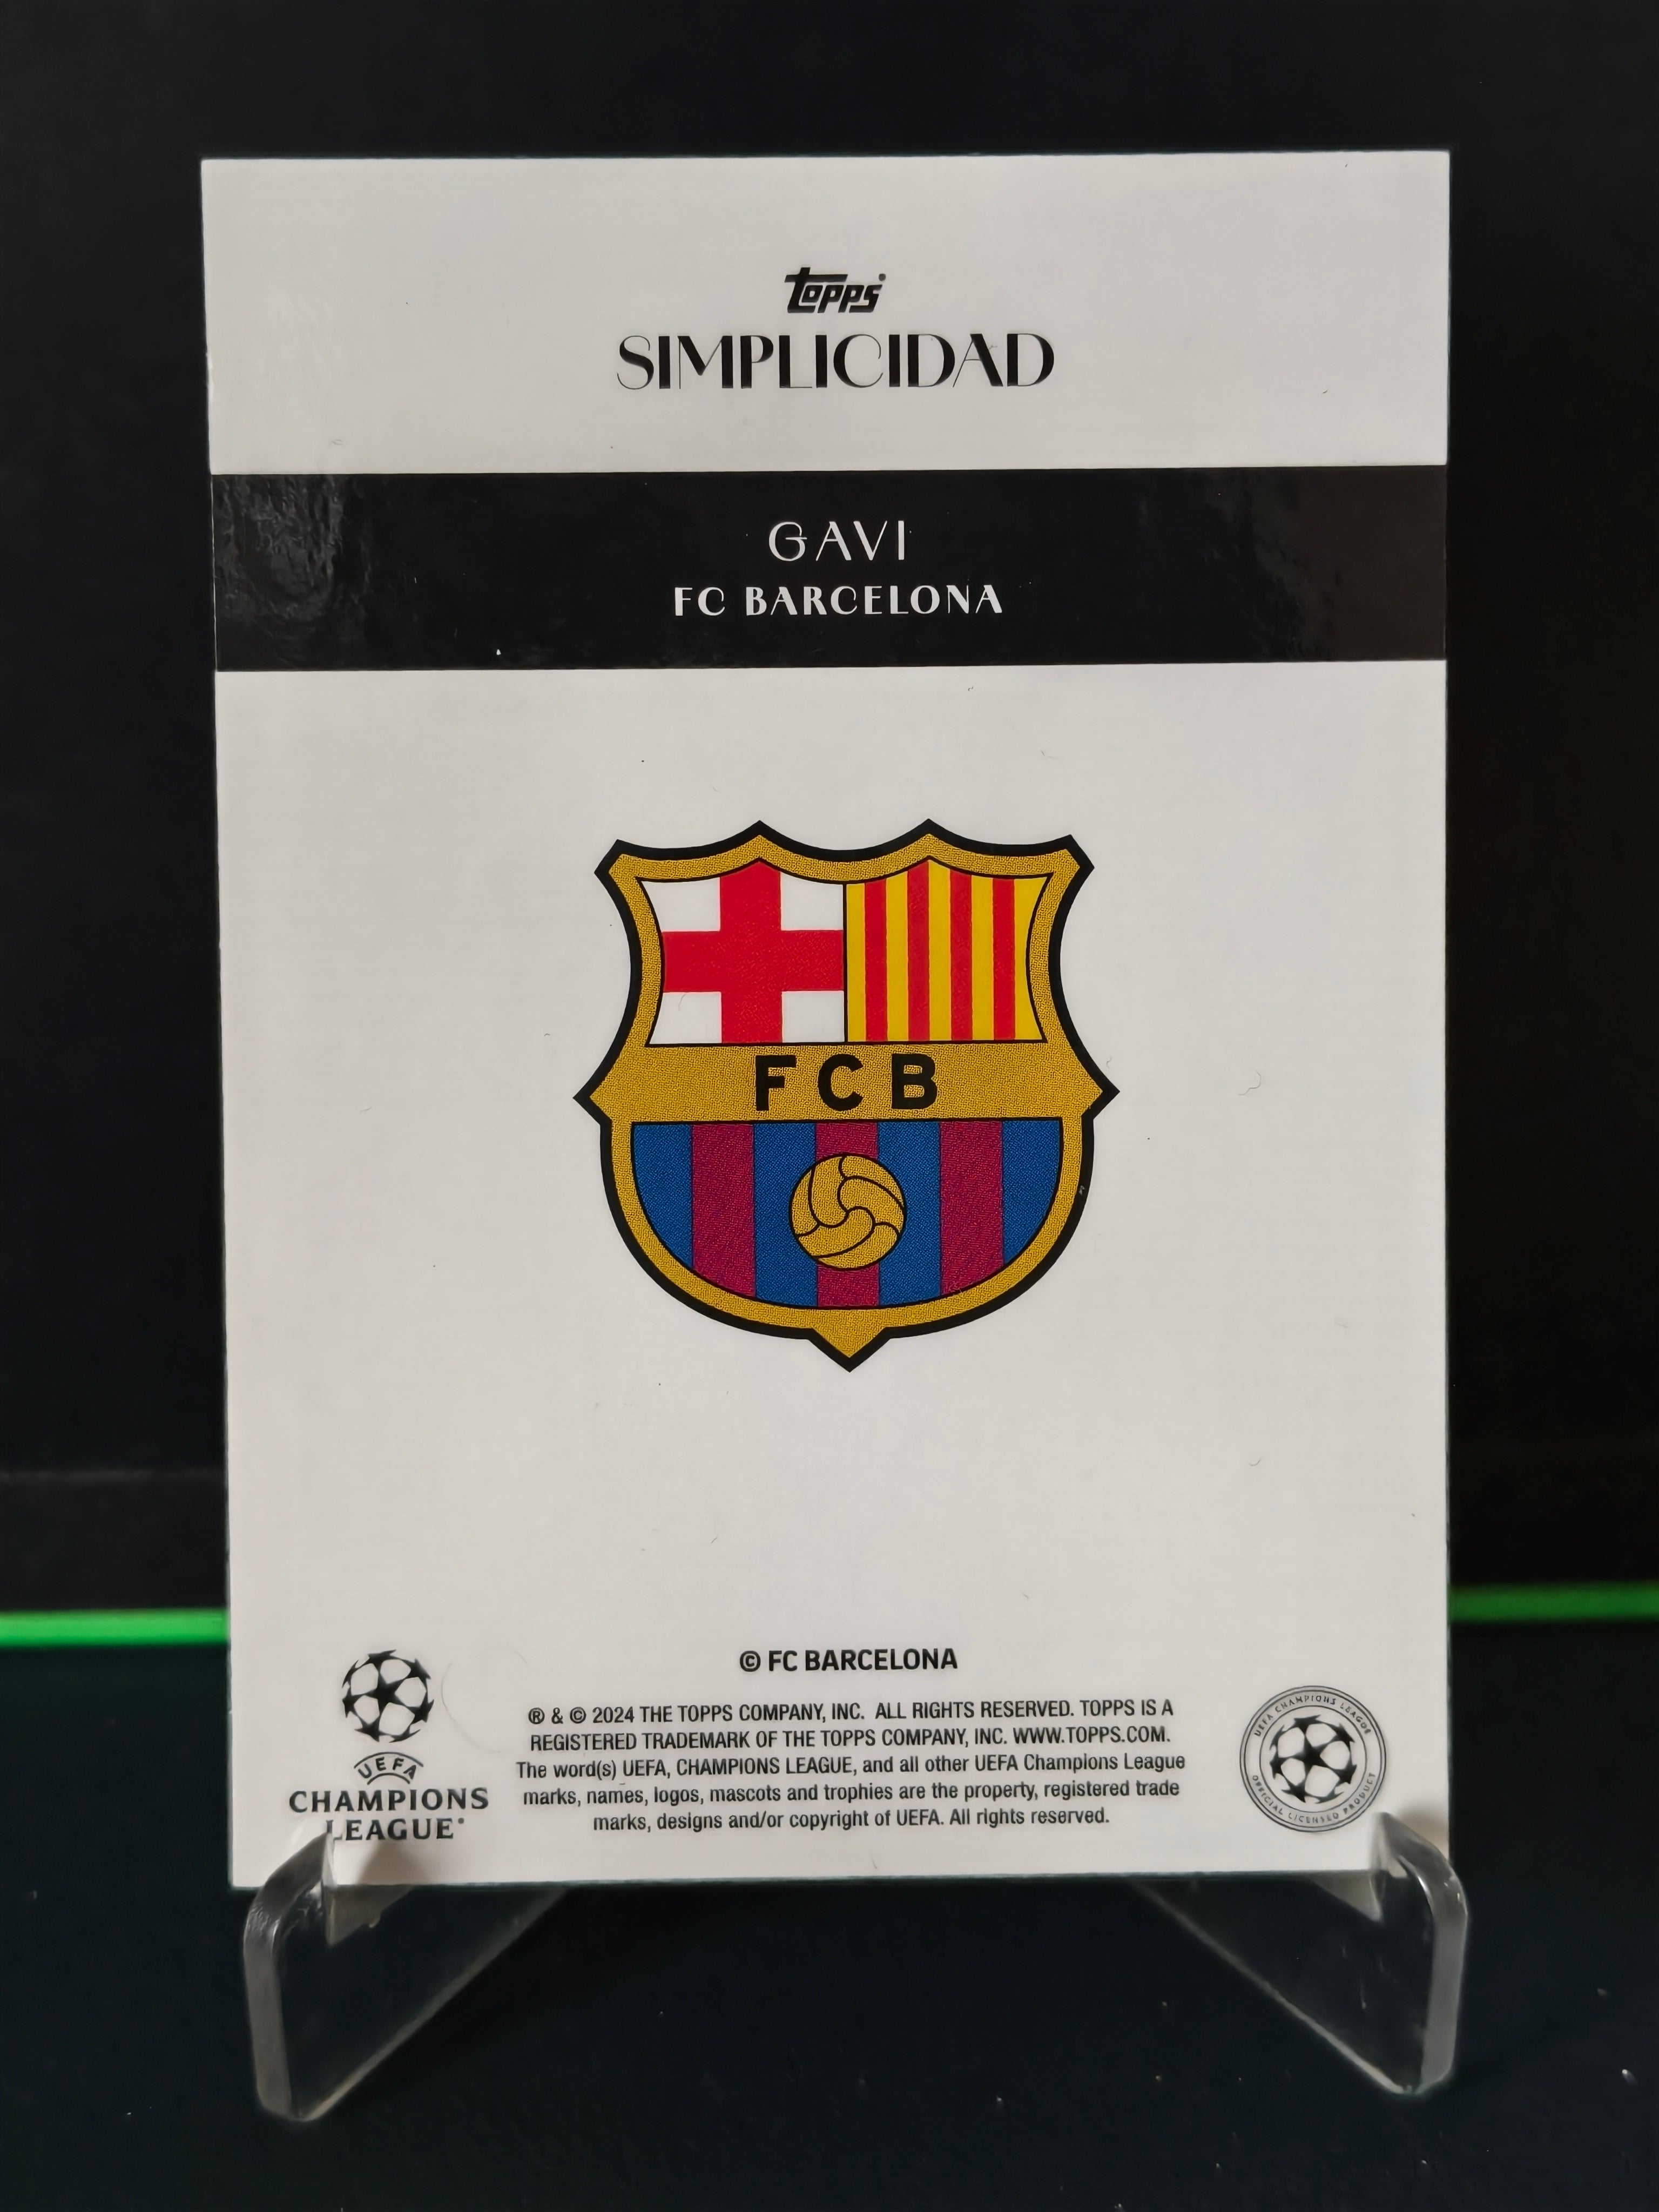 topps
SIMPLICIDAD
GAVI
FC BARCELONA
FCB
© FC BARCELONA
® & © 2024 THE TOPPS COMPANY, INC. ALL RIGHTS RESERVED. TOPPS IS A
REGISTERED TRADEMARK OF THE TOPPS COMPANY, INC. WWW.TOPPS.COM.
The word(s) UEFA, CHAMPIONS LEAGUE, and all other UEFA Champions League
marks, names, logos, mascots and trophies are the property, registered trade
marks, designs and/or copyright of UEFA. All rights reserved.
UEFA
CHAMPIONS
LEAGUE
UEFA CHAMPIONS LEAGUE
OFFICIAL LICENSED PRODUCT